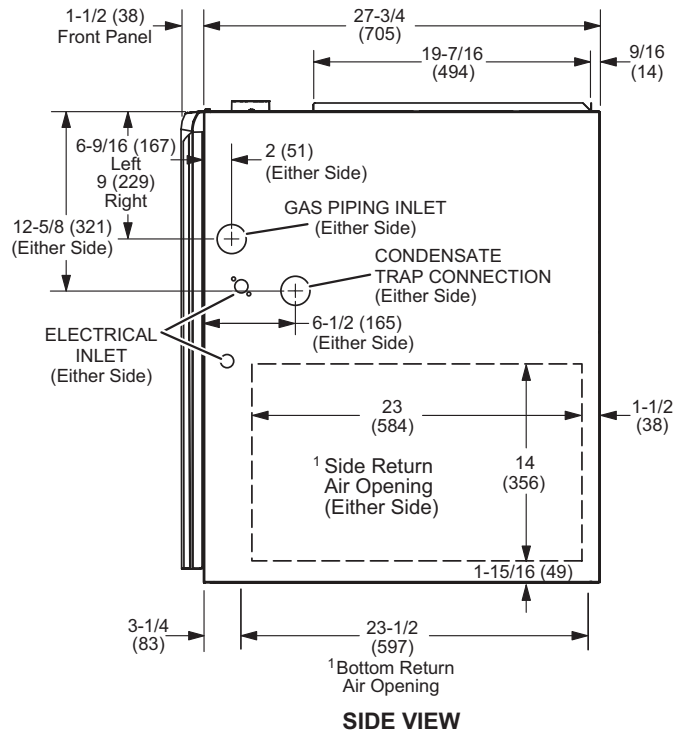 1-1/2 (38)
Front Panel
27-3/4
(705)
19-7/16
(494)
9/16
(14)
6-9/16 (167)
Left
9 (229)
Right
2 (51)
(Either Side)
12-5/8 (321)
(Either Side)
GAS PIPING INLET
(Either Side)
CONDENSATE
TRAP CONNECTION
(Either Side)
6-1/2 (165)
(Either Side)
ELECTRICAL
INLET
(Either Side)
23
(584)
1-1/2
(38)
1 Side Return
Air Opening
(Either Side)
14
(356)
1-15/16 (49)
3-1/4
(83)
23-1/2
(597)
1Bottom Return
Air Opening
SIDE VIEW